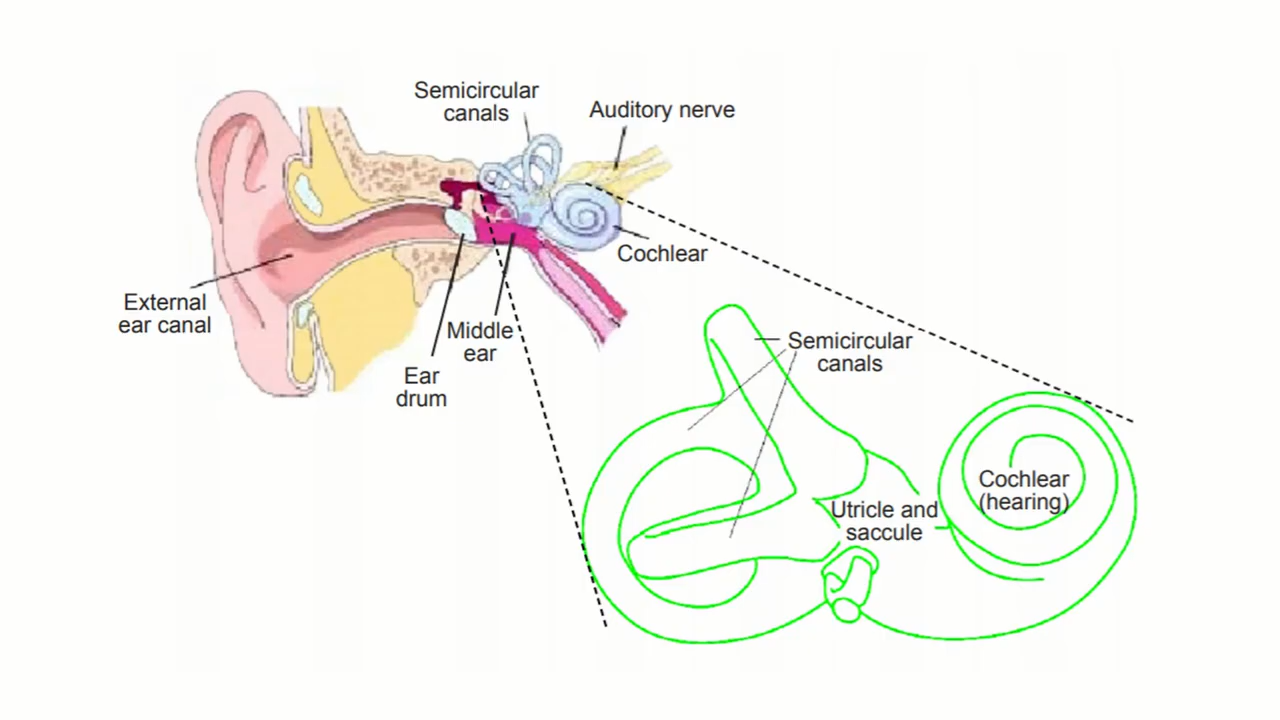 Semicircular
canals
Auditory nerve
Cochlear
External
ear canal
Middle
ear
Ear
drum
Semicircular
canals
Cochlear
(hearing)
Utricle and
saccule